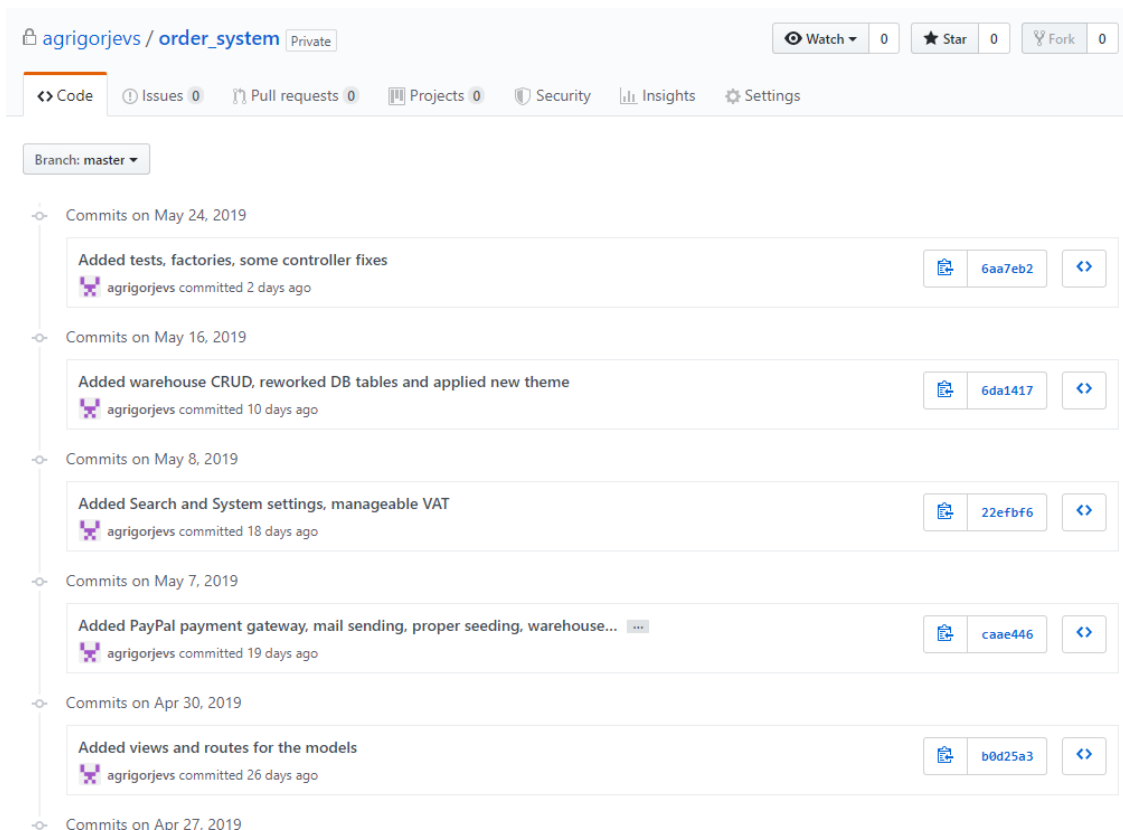 agrigorjevs / order_system Private
Watch 0 Star 0 Fork 0
Code Issues 0 Pull requests 0 Projects 0 Security Insights Settings
Branch: master
Commits on May 24, 2019
Added tests, factories, some controller fixes
6aa7eb2
agrigorjevs committed 2 days ago
Commits on May 16, 2019
Added warehouse CRUD, reworked DB tables and applied new theme
6da1417
agrigorjevs committed 10 days ago
Commits on May 8, 2019
Added Search and System settings, manageable VAT
22efbf6
agrigorjevs committed 18 days ago
Commits on May 7, 2019
Added PayPal payment gateway, mail sending, proper seeding, warehouse... …
caae446
agrigorjevs committed 19 days ago
Commits on Apr 30, 2019
Added views and routes for the models
b0d25a3
agrigorjevs committed 26 days ago
Commits on Apr 27, 2019